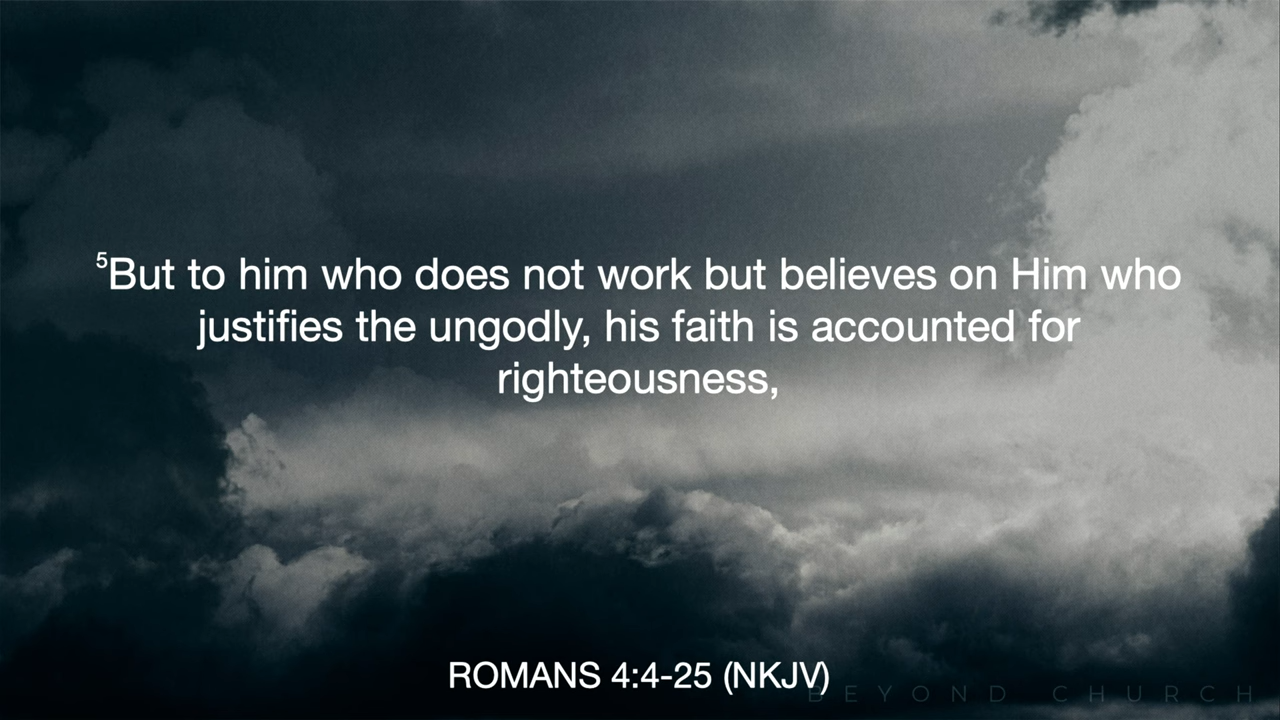 ⁵But to him who does not work but believes on Him who
justifies the ungodly, his faith is accounted for
righteousness,
ROMANS 4:4-25 (NKJV)
BEYOND CHURCH